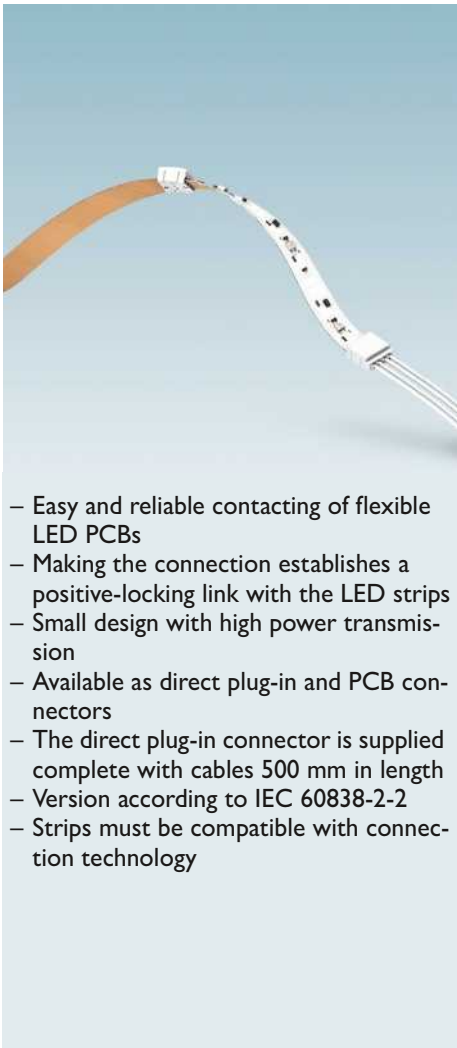 – Easy and reliable contacting of flexible
LED PCBs
– Making the connection establishes a
positive-locking link with the LED strips
– Small design with high power transmis-
sion
– Available as direct plug-in and PCB con-
nectors
– The direct plug-in connector is supplied
complete with cables 500 mm in length
– Version according to IEC 60838-2-2
– Strips must be compatible with connec-
tion technology